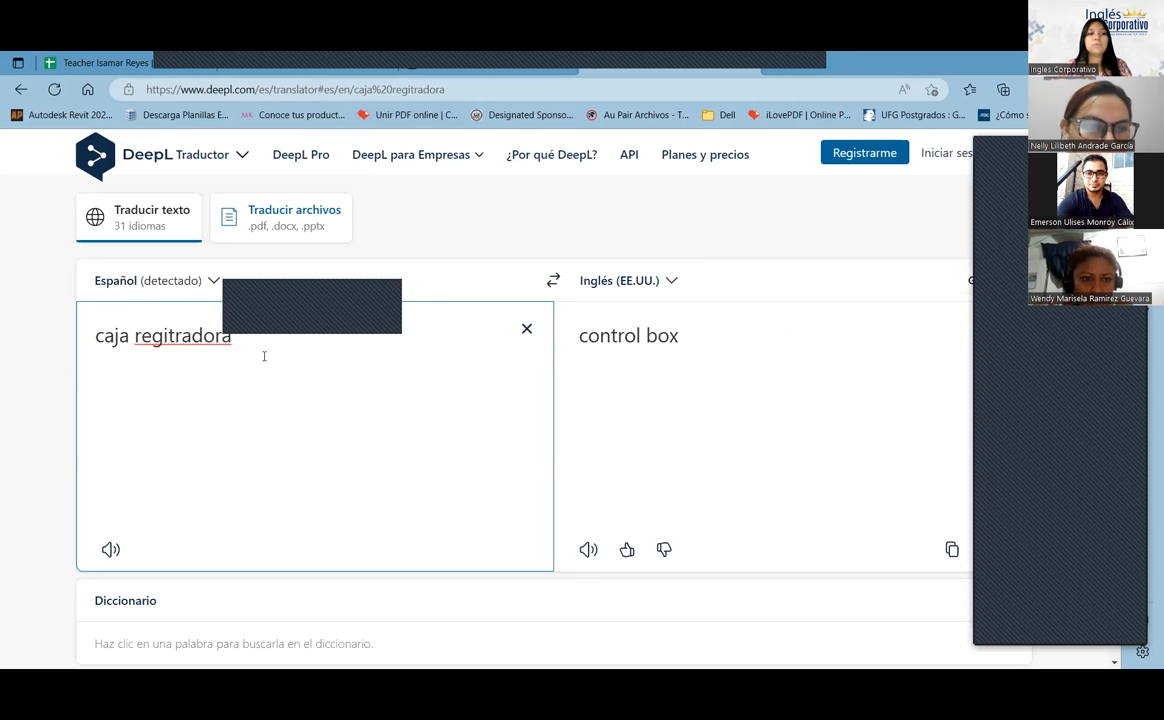 Teacher Isamar Reyes |
https://www.deepl.com/es/translator#es/en/caja%20regitradora
Autodesk Revit 202... Descarga Planillas E... MK Conoce tus product... Unir PDF online | C... Designated Sponso... Au Pair Archivos - T... Dell iLovePDF | Online P... UFG Postgrados : G... ¿Cómo s
DeepL Traductor DeepL Pro DeepL para Empresas ¿Por qué DeepL? API Planes y precios Registrarme Iniciar ses
Traducir texto
31 idiomas
Traducir archivos
.pdf, .docx, .pptx
Español (detectado) Inglés (EE.UU.) G
caja regitradora
control box
Diccionario
Haz clic en una palabra para buscarla en el diccionario.
Inglés
Corporativo
Ingles Corporativo
Nelly Lilibeth Andrade García
Emerson Ulises Monroy Cálix
Wendy Marisela Ramirez Guevara